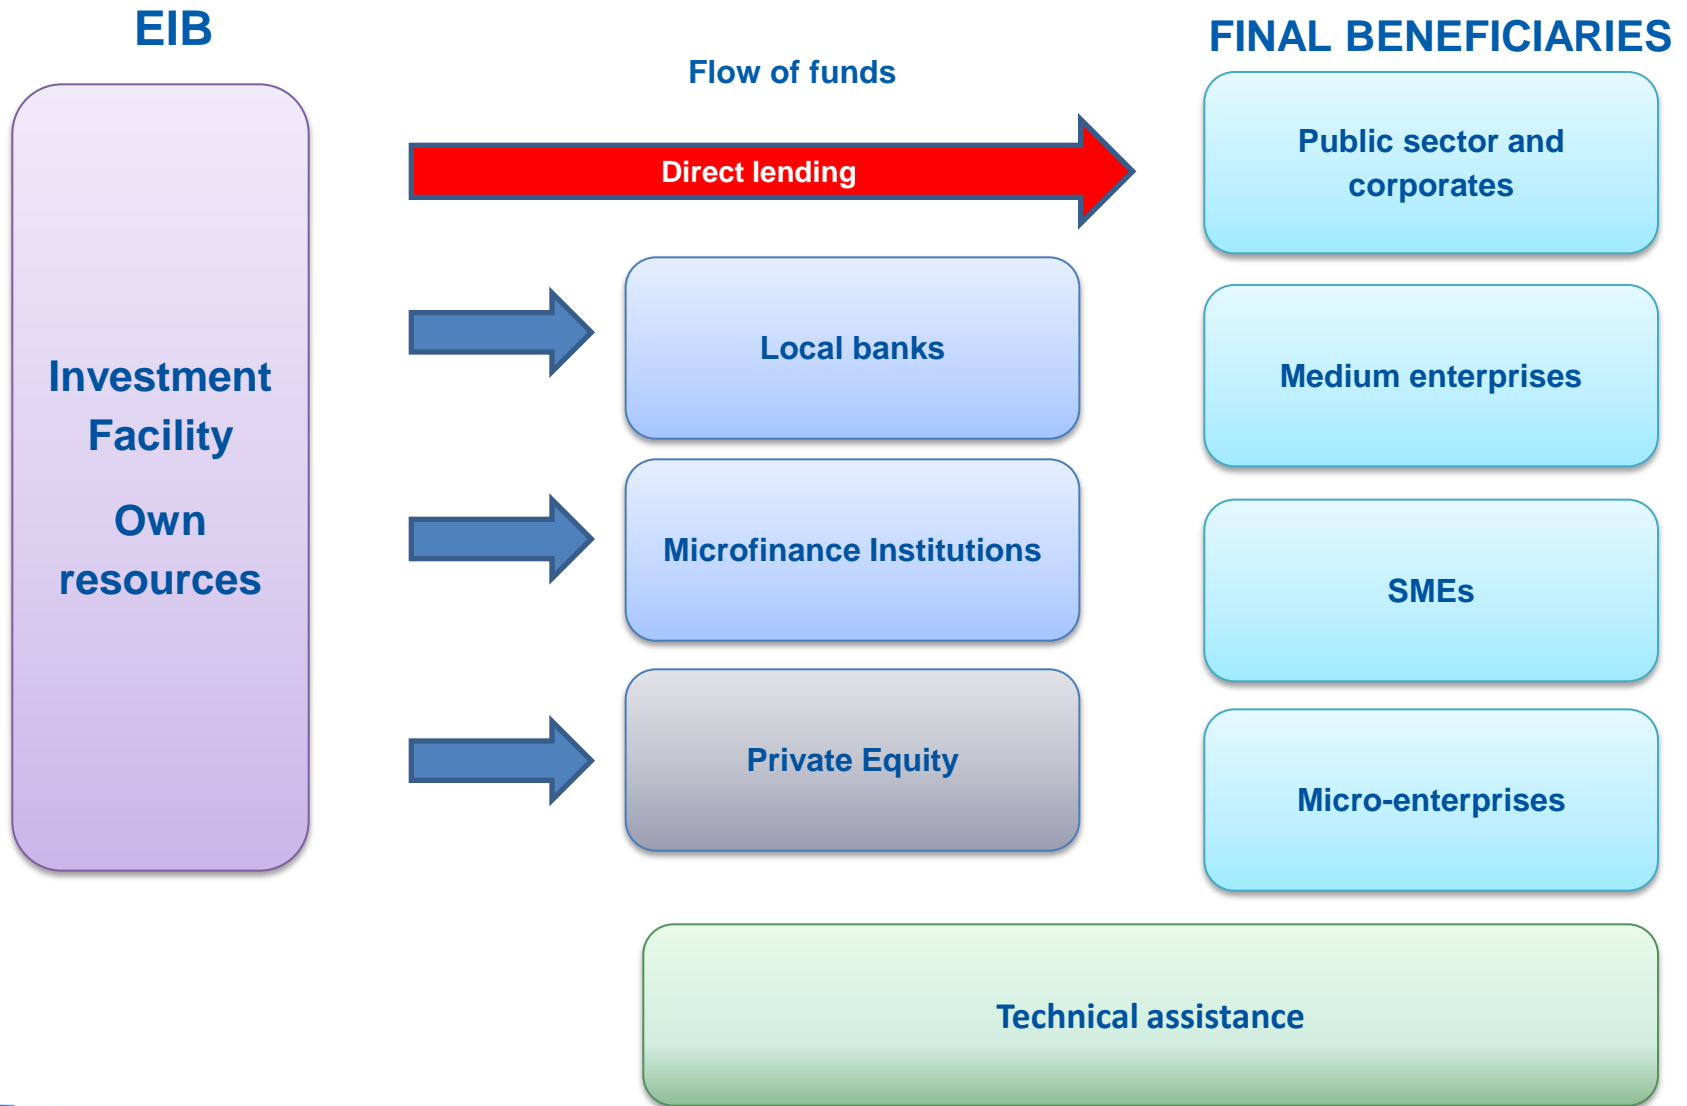 EIB
FINAL BENEFICIARIES
Flow of funds
Direct lending
Investment
Facility
Own
resources
Local banks
Microfinance Institutions
Private Equity
Public sector and
corporates
Medium enterprises
SMEs
Micro-enterprises
Technical assistance